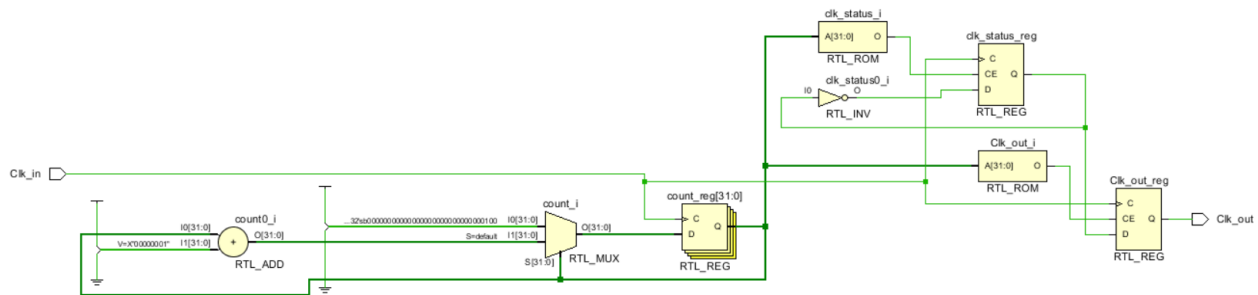 clk_status_i
A[31:0] O
RTL_ROM
clk_status_reg
C
CE Q
D
RTL_REG
clk_status0_i
I0 O
RTL_INV
Clk_out_i
A[31:0] O
RTL_ROM
Clk_in
count_reg[31:0]
C
D Q
RTL_REG
Clk_out_reg
C
CE Q
D
RTL_REG
Clk_out
count_i
S=default
I0[31:0]
I1[31:0]
O[31:0]
S[31:0]
RTL_MUX
count0_i
I0[31:0]
I1[31:0]
O[31:0]
+
V=X"00000001"
RTL_ADD